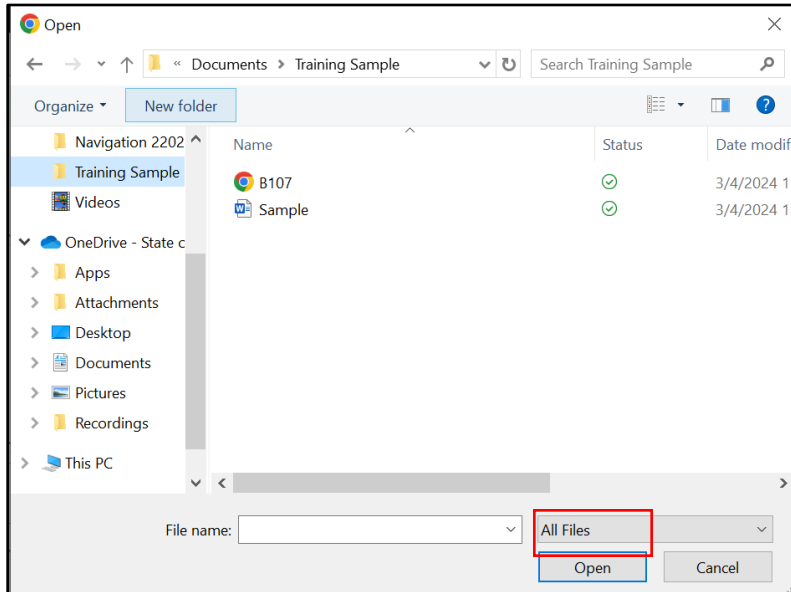 Open
« Documents > Training Sample
Search Training Sample
Organize
New folder
Navigation 2202
Training Sample
Videos
OneDrive - State c
Apps
Attachments
Desktop
Documents
Pictures
Recordings
This PC
Name Status Date modif
B107 3/4/2024 1
Sample 3/4/2024 1
File name:
All Files
Open
Cancel